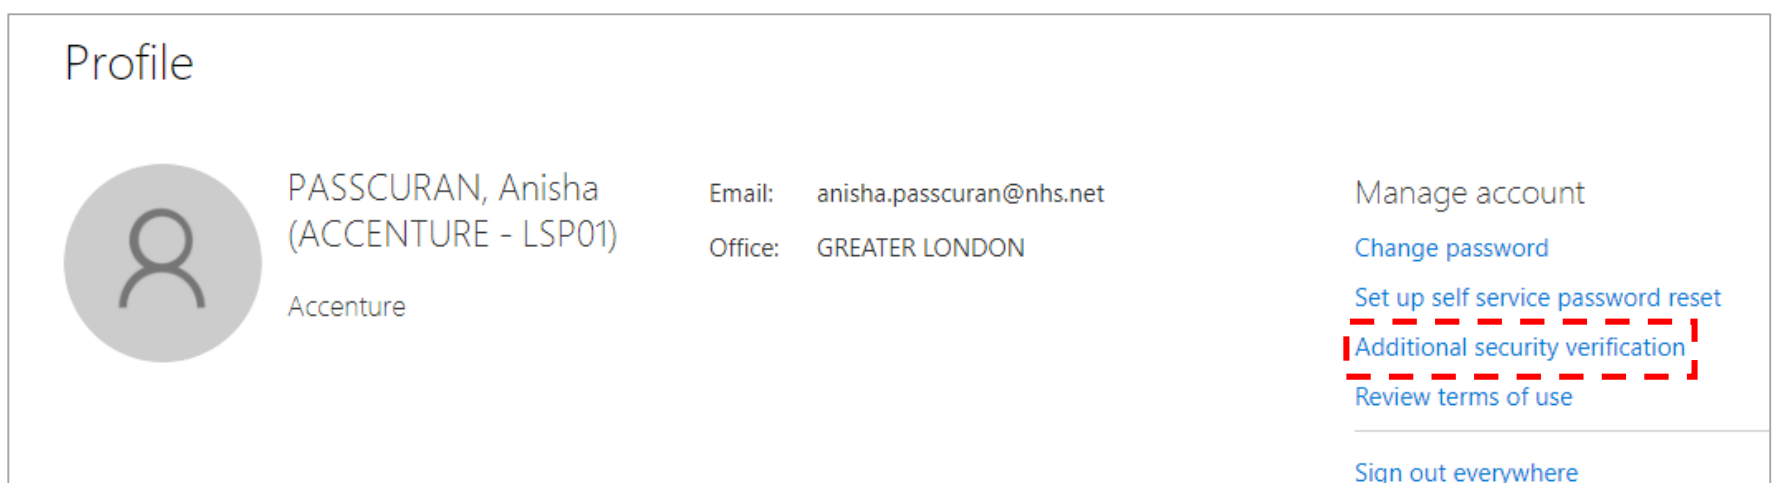 Profile
PASSCURAN, Anisha
(ACCENTURE - LSP01)
Accenture
Email: anisha.passcuran@nhs.net
Office: GREATER LONDON
Manage account
Change password
Set up self service password reset
Additional security verification
Review terms of use
Sign out everywhere